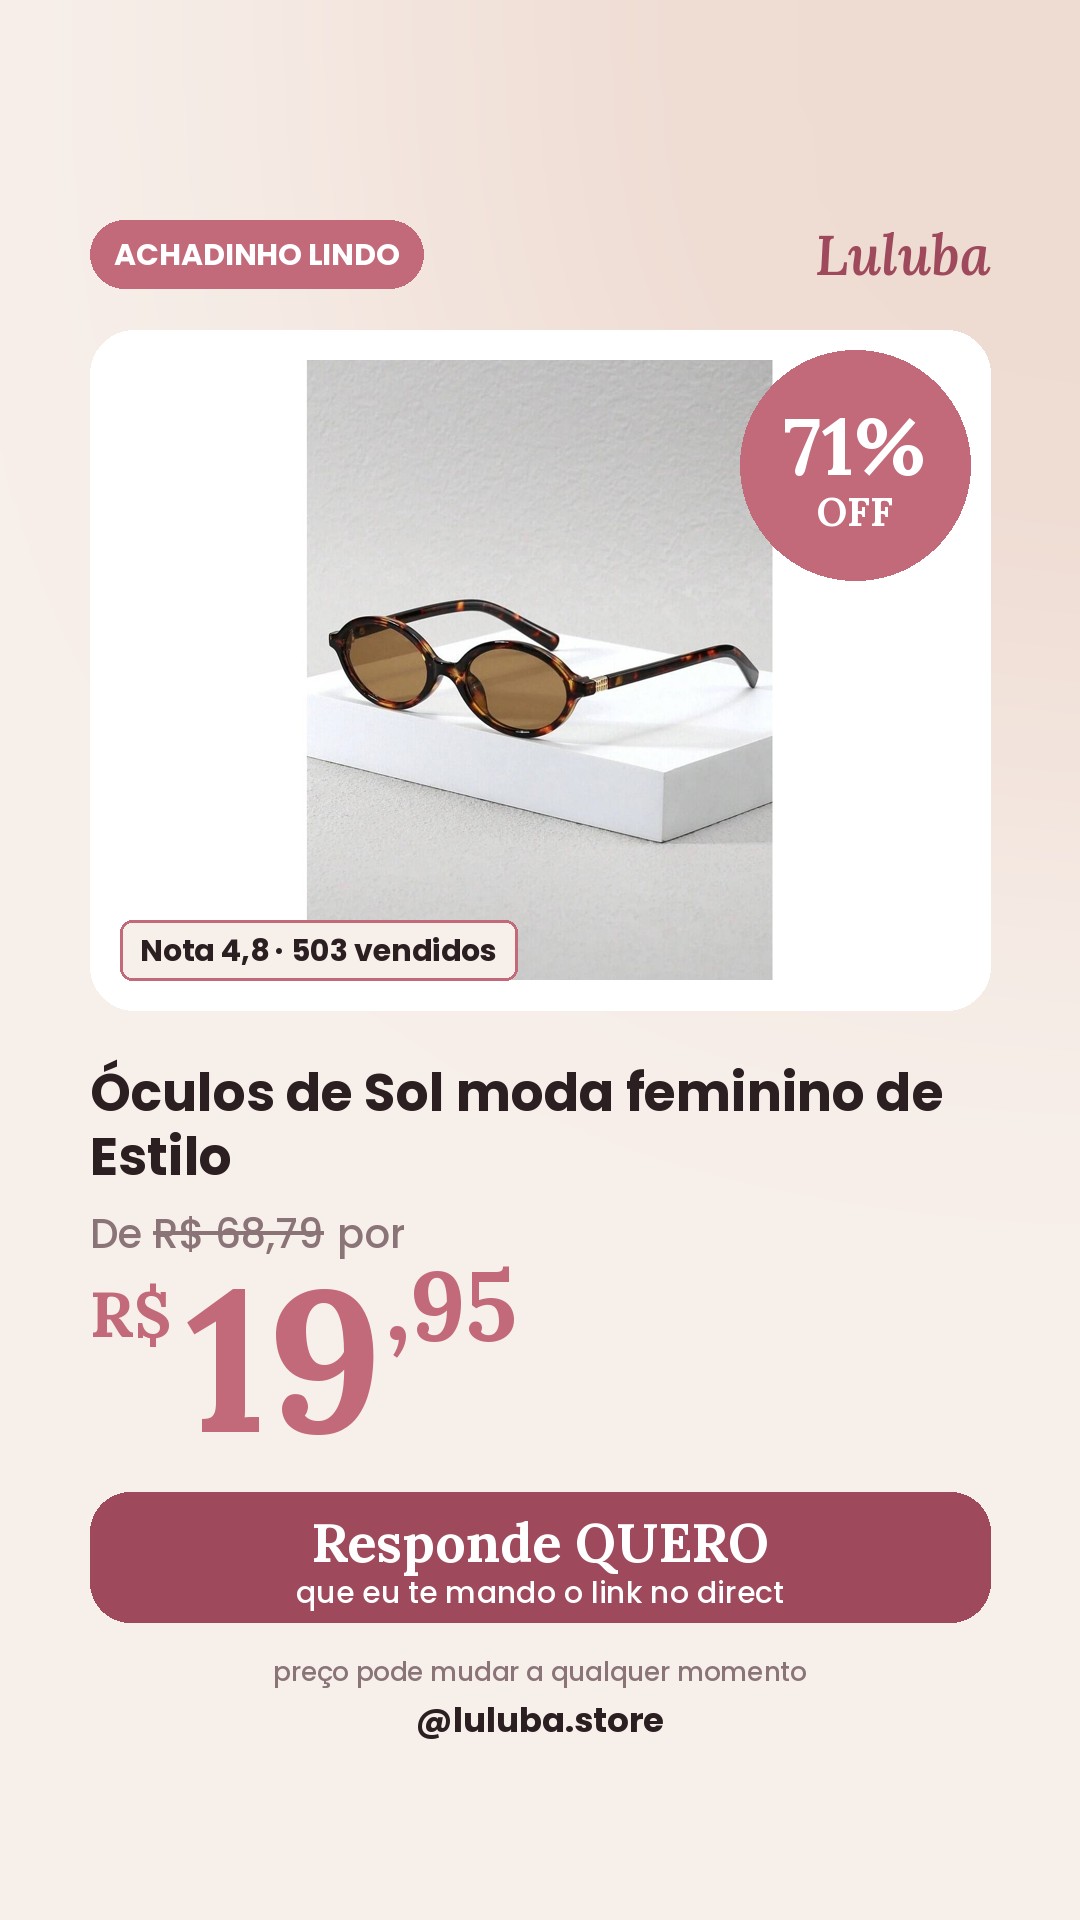 ACHADINHO LINDO
Luluba
71%
OFF
Nota 4,8 · 503 vendidos
Óculos de Sol moda feminino de
Estilo
De R$ 68,79 por
R$ 19,95
Responde QUERO
que eu te mando o link no direct
preço pode mudar a qualquer momento
@luluba.store